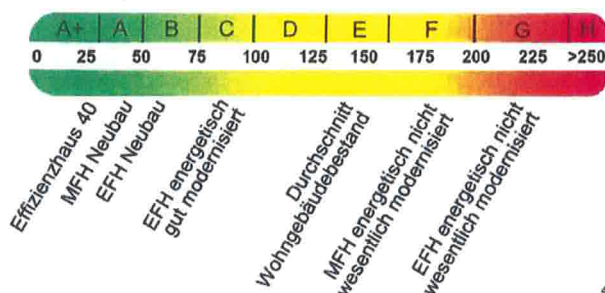 A+ A B C D E F G H
0 25 50 75 100 125 150 175 200 225 >250
Effizienzhaus 40
MFH Neubau
EFH Neubau
EFH energetisch
gut modernisiert
Durchschnitt
Wohngebäudebestand
MFH energetisch nicht
wesentlich modernisiert
EFH energetisch nicht
wesentlich modernisiert